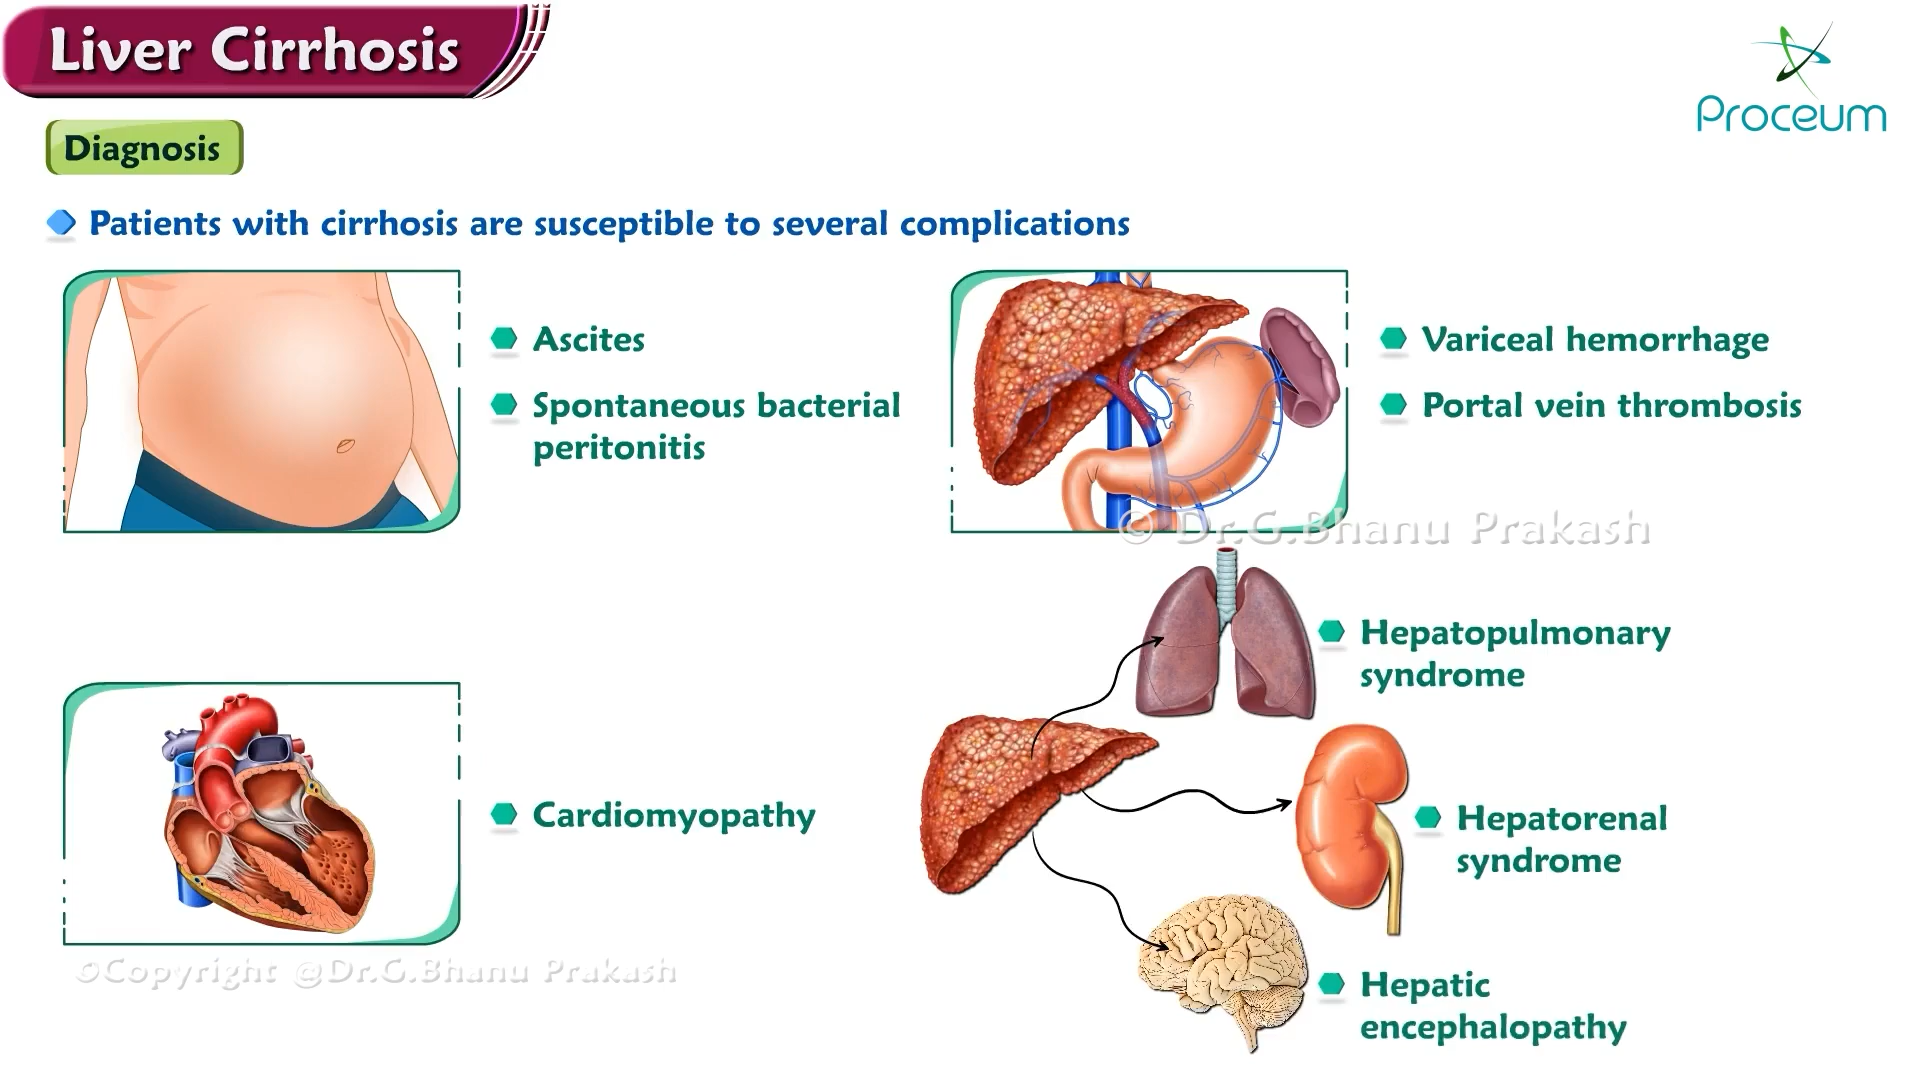 Liver Cirrhosis
Proceum
Diagnosis
Patients with cirrhosis are susceptible to several complications
Ascites
Spontaneous bacterial
peritonitis
Variceal hemorrhage
Portal vein thrombosis
© Dr.G.Bhanu Prakash
Hepatopulmonary
syndrome
Cardiomyopathy
Hepatorenal
syndrome
©Copyright @Dr.G.Bhanu Prakash
Hepatic
encephalopathy